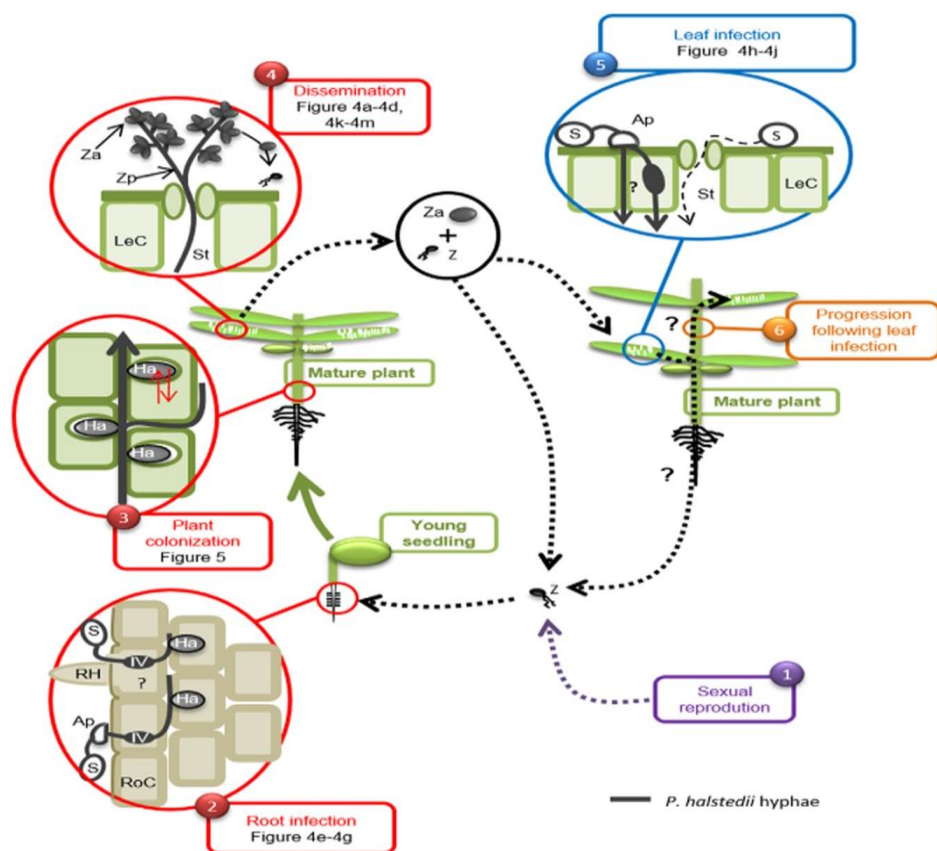 5
Leaf infection
Figure 4h-4j
4
Dissemination
Figure 4a-4d,
4k-4m
Za
Zp
LeC
St
S
Ap
S
?
St
LeC
Za
+
z
?
6
Progression
following leaf
infection
Mature plant
Mature plant
Ha
Ha
Ha
?
3
Plant
colonization
Figure 5
Young
seedling
z
S
IV
Ha
RH
?
Ha
Ap
IV
S
RoC
1
Sexual
reprodution
P. halstedii hyphae
2
Root infection
Figure 4e-4g